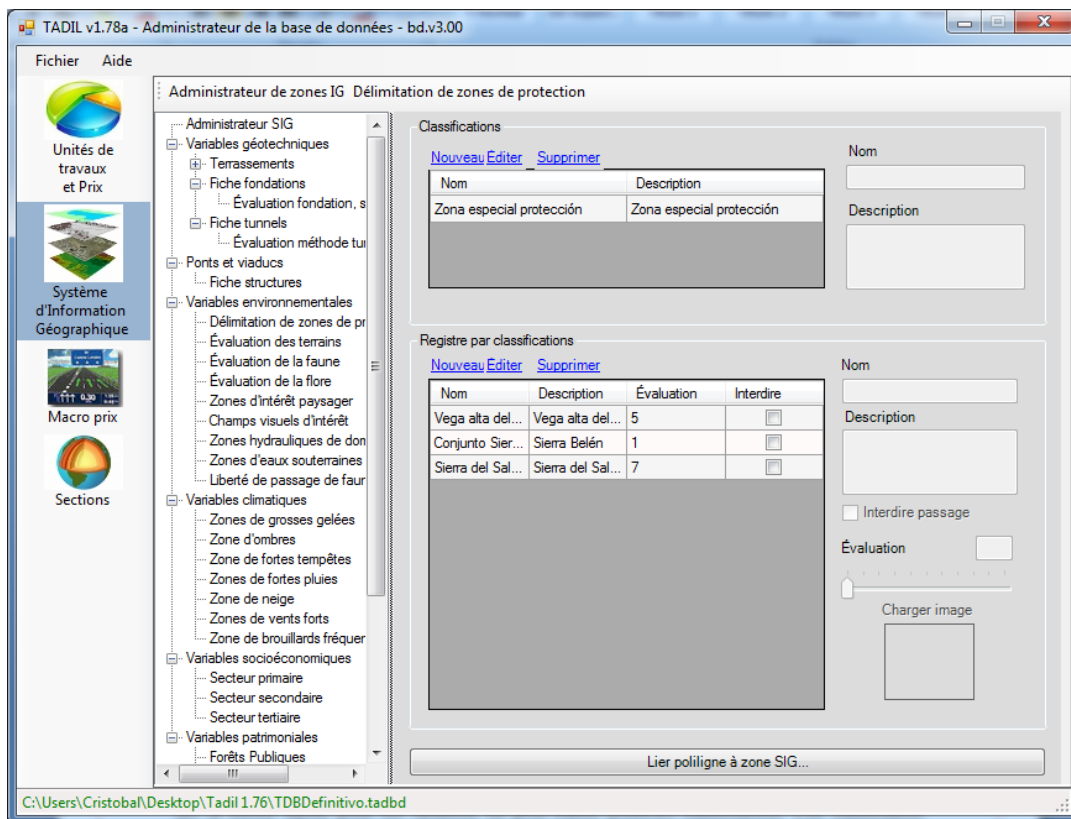 TADIL v1.78a - Administrateur de la base de données - bd.v3.00
Fichier Aide
Unités de
travaux
et Prix
Système
d'Information
Géographique
Macro prix
Sections
Administrateur de zones IG Délimitation de zones de protection
Administrateur SIG
Variables géotechniques
Terrassements
Fiche fondations
Évaluation fondation, s
Fiche tunnels
Évaluation méthode tur
Ponts et viaducs
Fiche structures
Variables environnementales
Délimitation de zones de pr
Évaluation des terrains
Évaluation de la faune
Évaluation de la flore
Zones d'intérêt paysager
Champs visuels d'intérêt
Zones hydrauliques de don
Zones d'eaux souterraines
Liberté de passage de faur
Variables climatiques
Zones de grosses gelées
Zone d'ombres
Zone de fortes tempêtes
Zones de fortes pluies
Zone de neige
Zones de vents forts
Zone de brouillards fréquer
Variables socioéconomiques
Secteur primaire
Secteur secondaire
Secteur tertiaire
Variables patrimoniales
Forêts Publiques
Classifications
Nouveau Éditer Supprimer
Nom Description
Zona especial protección Zona especial protección
Nom
Description
Registre par classifications
Nouveau Éditer Supprimer
Nom Description Évaluation Interdire
Vega alta del... Vega alta del... 5
Conjunto Sier... Sierra Belén 1
Sierra del Sal... Sierra del Sal... 7
Nom
Description
Interdire passage
Évaluation
Charger image
Lier poliligne à zone SIG...
C:\Users\Cristobal\Desktop\Tadil 1.76\TDBDefinitivo.tadbd